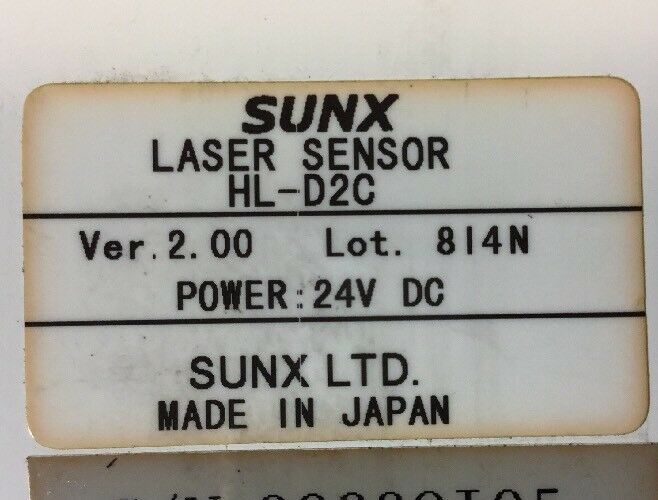 SUNX
LASER SENSOR
HL-D2C
Ver. 2.00 Lot. 814N
POWER: 24V DC
SUNX LTD.
MADE IN JAPAN